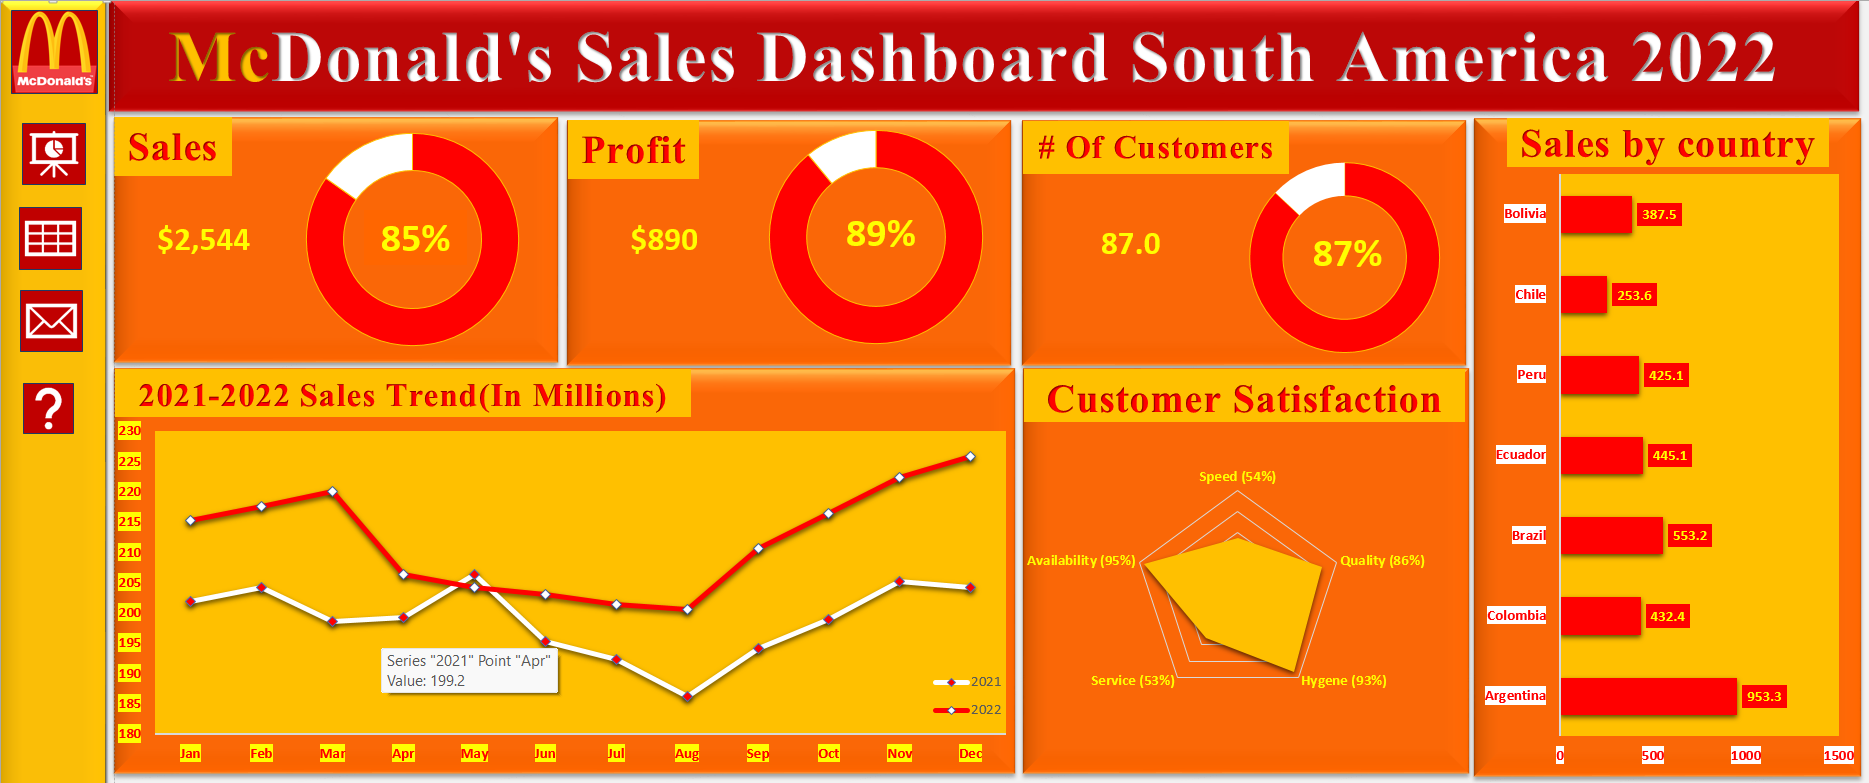 McDonald's
McDonald's Sales Dashboard South America 2022
Sales
$2,544
85%
Profit
$890
89%
# Of Customers
87.0
87%
Sales by country
Bolivia
387.5
Chile
253.6
Peru
425.1
Ecuador
445.1
Brazil
553.2
Colombia
432.4
Argentina
953.3
0 500 1000 1500
2021-2022 Sales Trend(In Millions)
230
225
220
215
210
205
200
195
190
185
180
Series "2021" Point "Apr"
Value: 199.2
2021
2022
Jan Feb Mar Apr May Jun Jul Aug Sep Oct Nov Dec
Customer Satisfaction
Speed (54%)
Availability (95%)
Quality (86%)
Service (53%)
Hygene (93%)